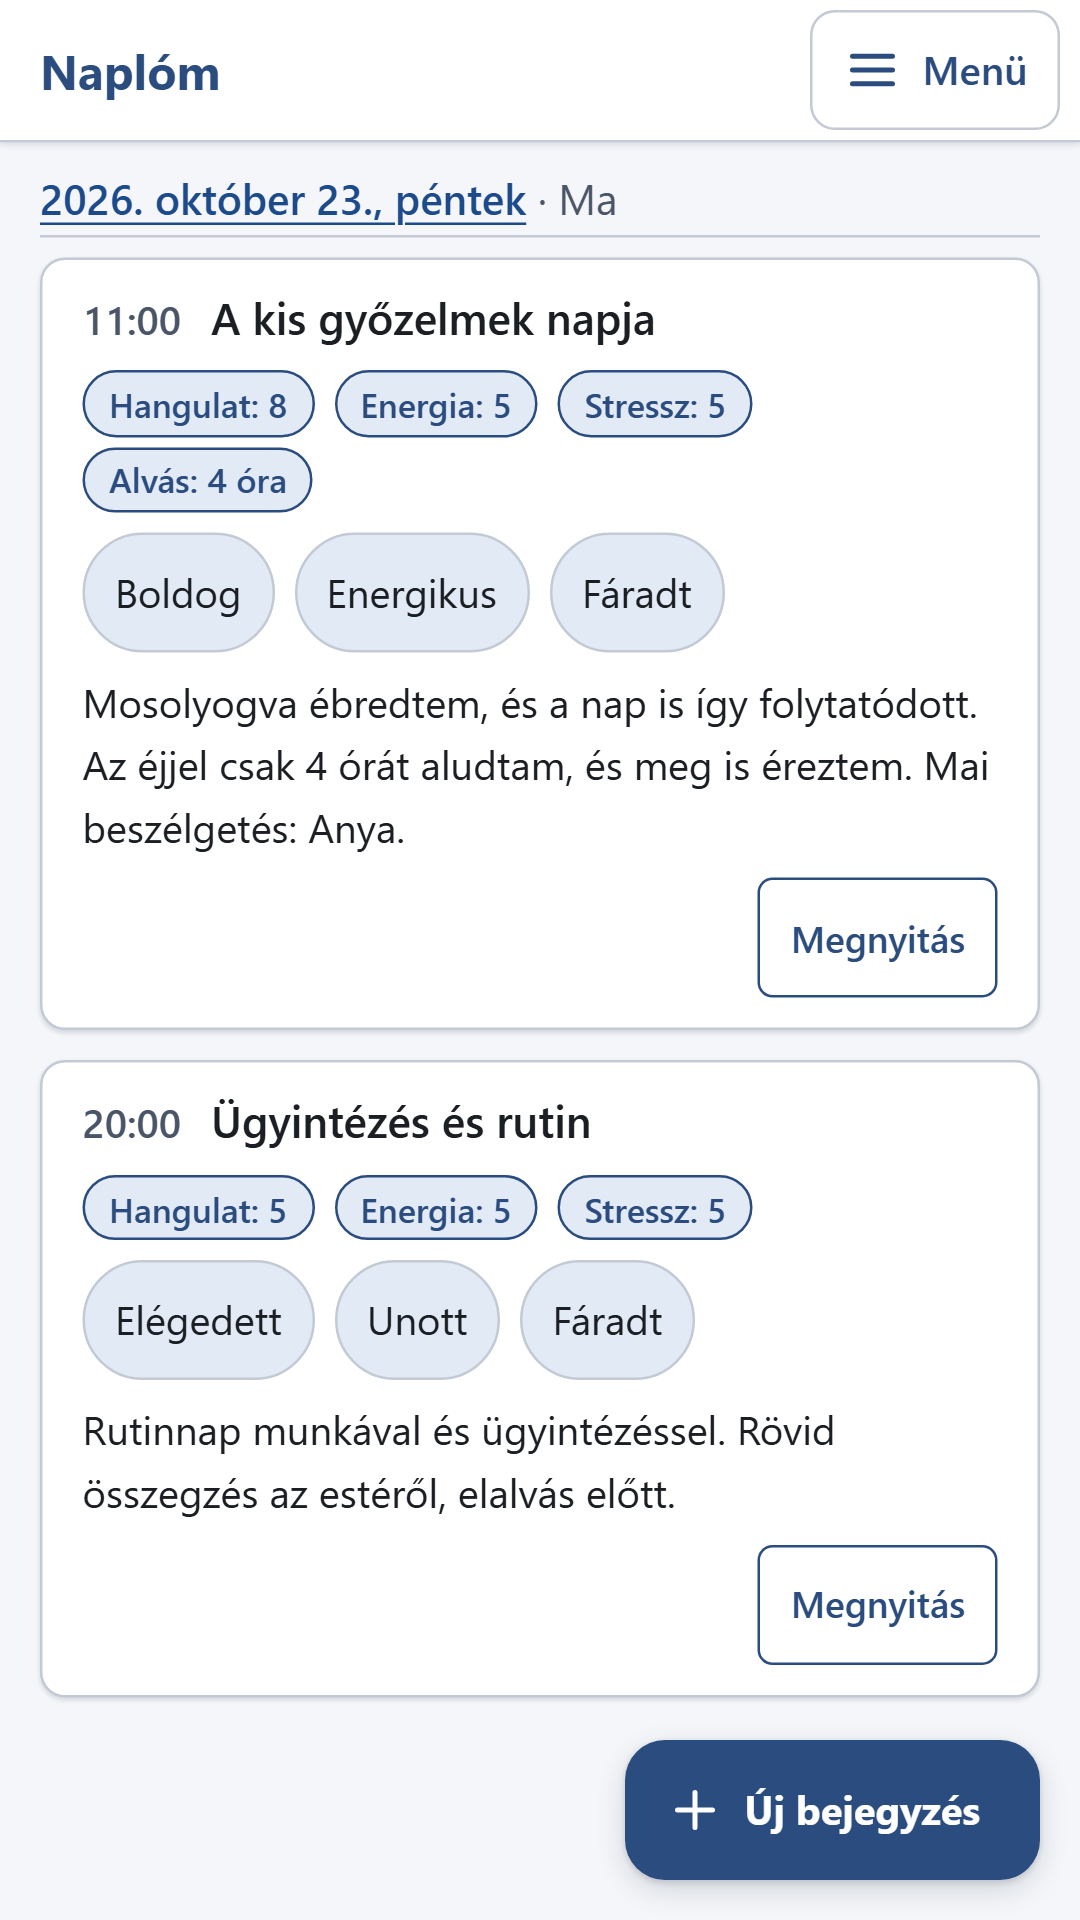 Naplóm
Menü
2026. október 23., péntek · Ma
11:00 A kis győzelmek napja
Hangulat: 8 Energia: 5 Stressz: 5
Alvás: 4 óra
Boldog Energikus Fáradt
Mosolyogva ébredtem, és a nap is így folytatódott.
Az éjjel csak 4 órát aludtam, és meg is éreztem. Mai
beszélgetés: Anya.
Megnyitás
20:00 Ügyintézés és rutin
Hangulat: 5 Energia: 5 Stressz: 5
Elégedett Unott Fáradt
Rutinnap munkával és ügyintézéssel. Rövid
összegzés az estéről, elalvás előtt.
Megnyitás
Új bejegyzés